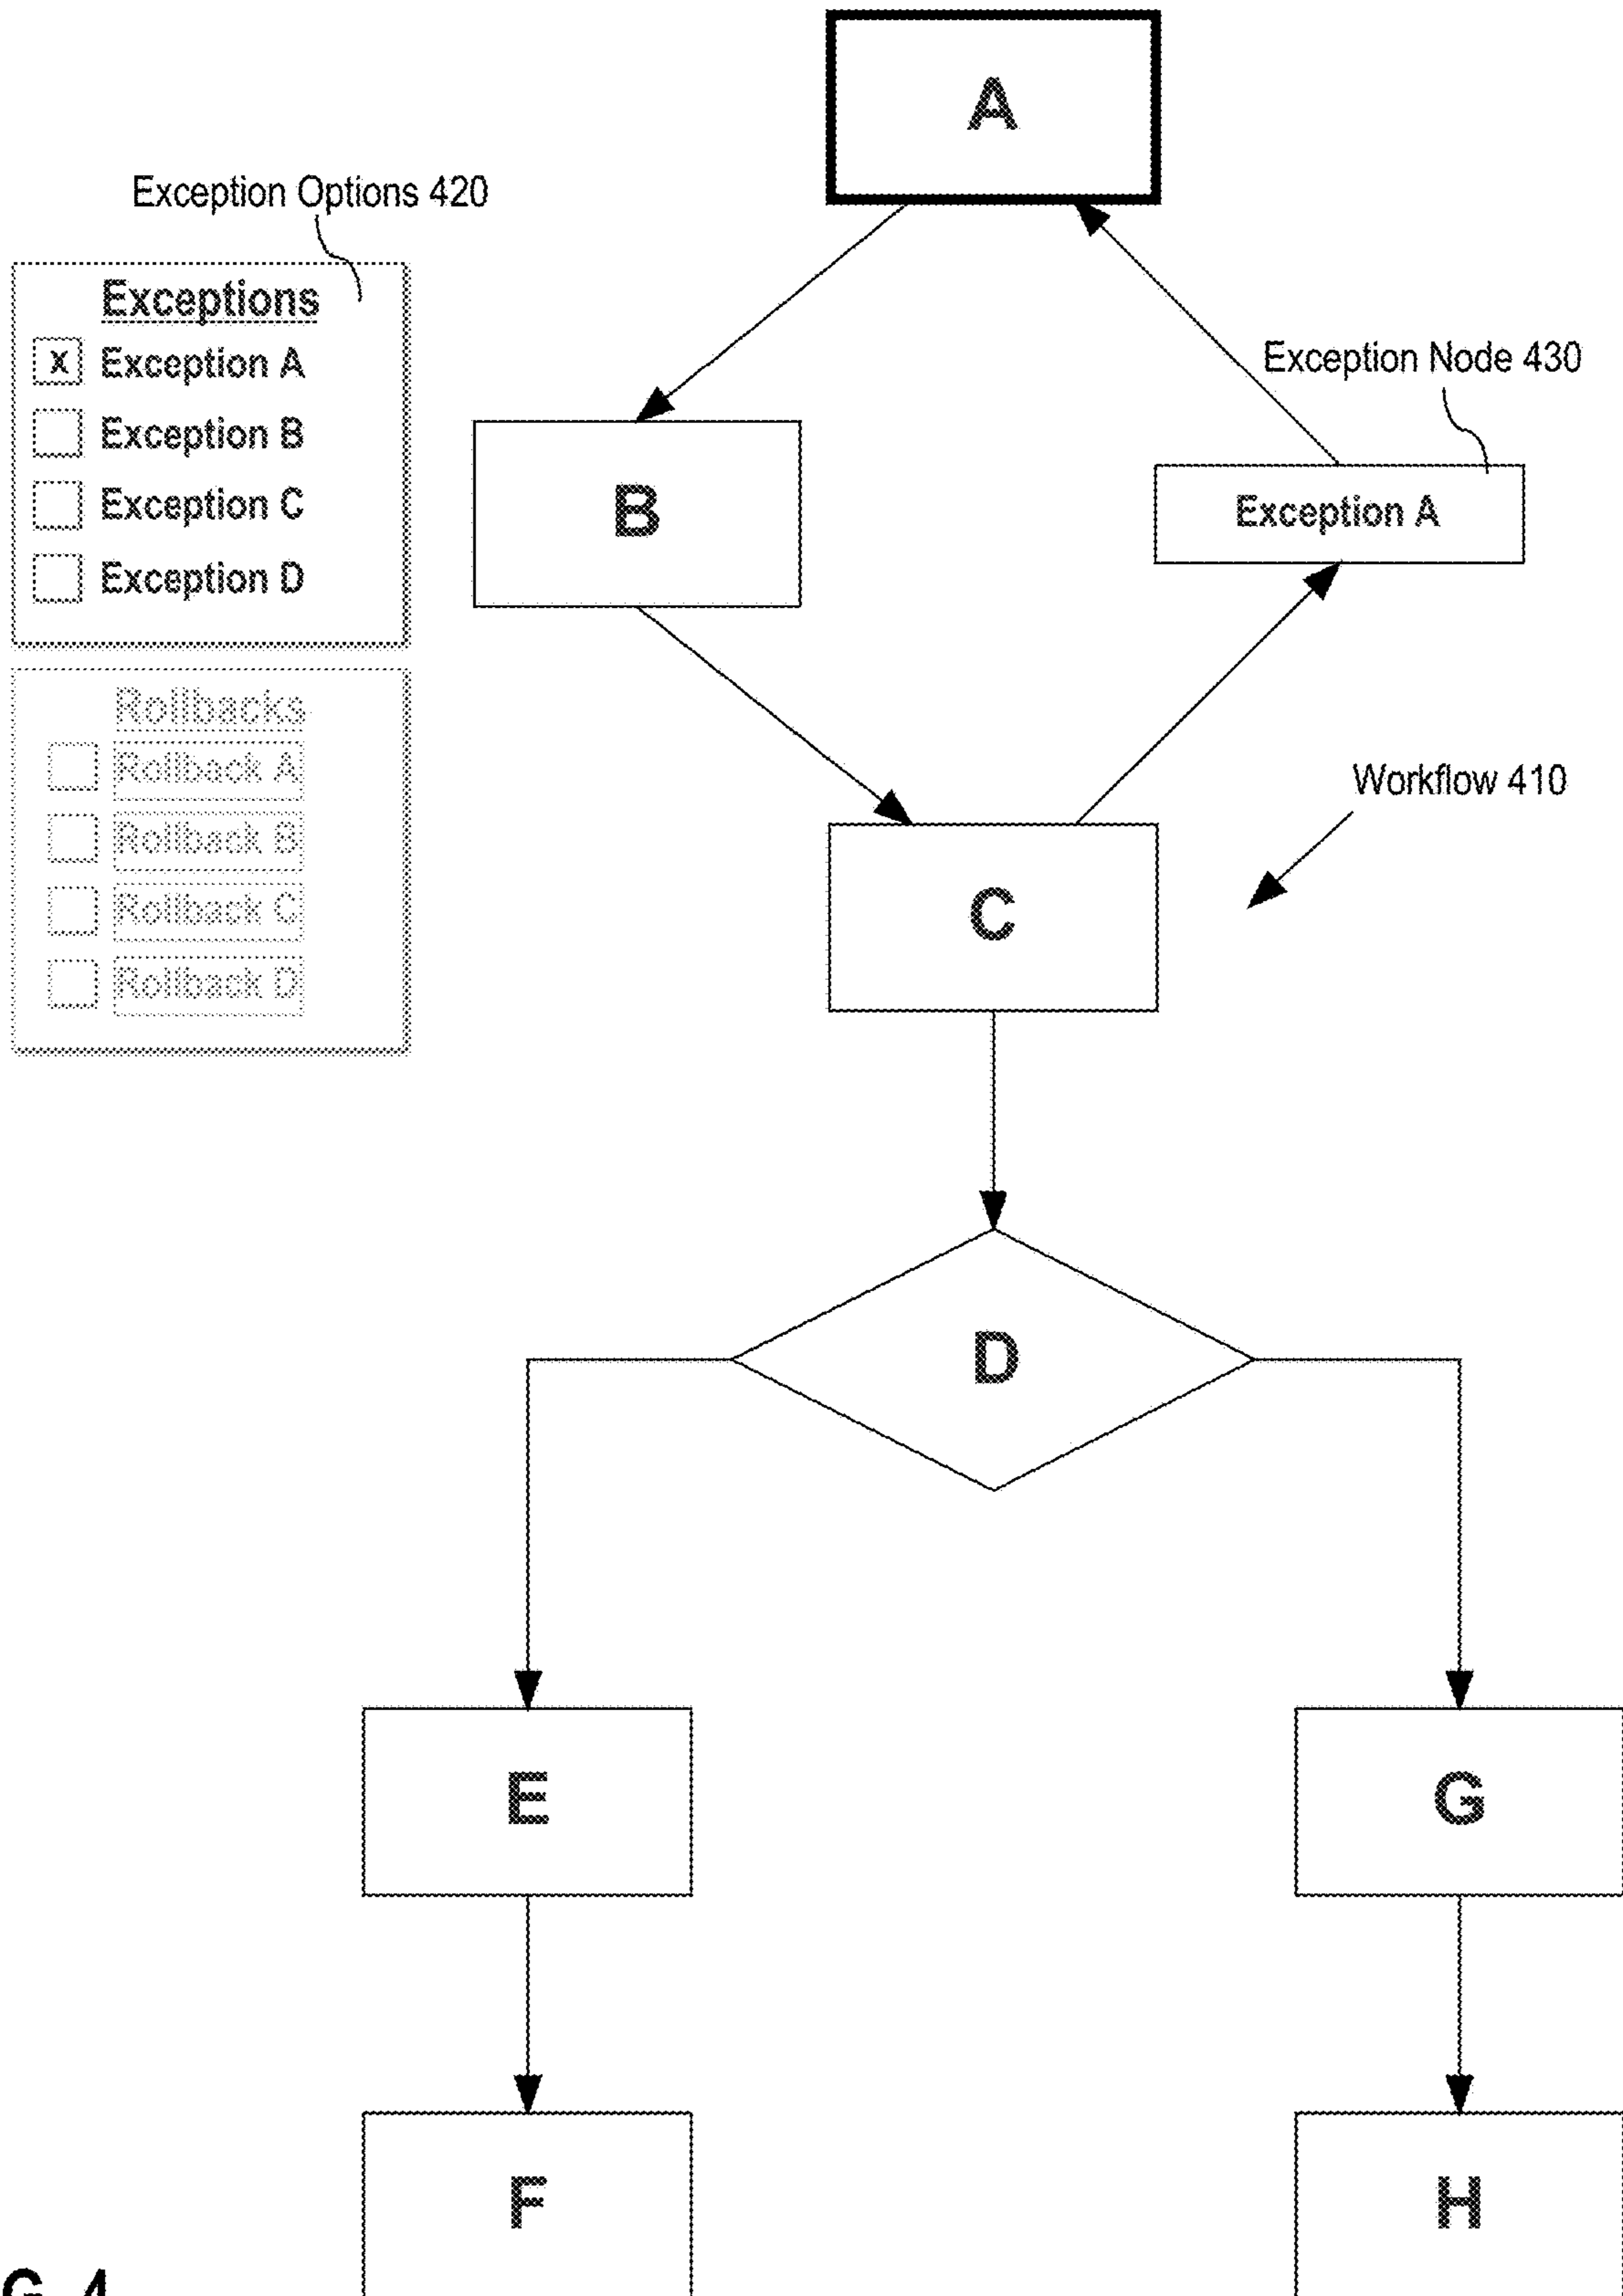 A
Exception Options 420
Exceptions
X Exception A
Exception B
Exception C
Exception D
Exception Node 430
B
Exception A
Rollbacks
Rollback A
Rollback B
Rollback C
Rollback D
Workflow 410
C
D
E
G
F
H
G. 4